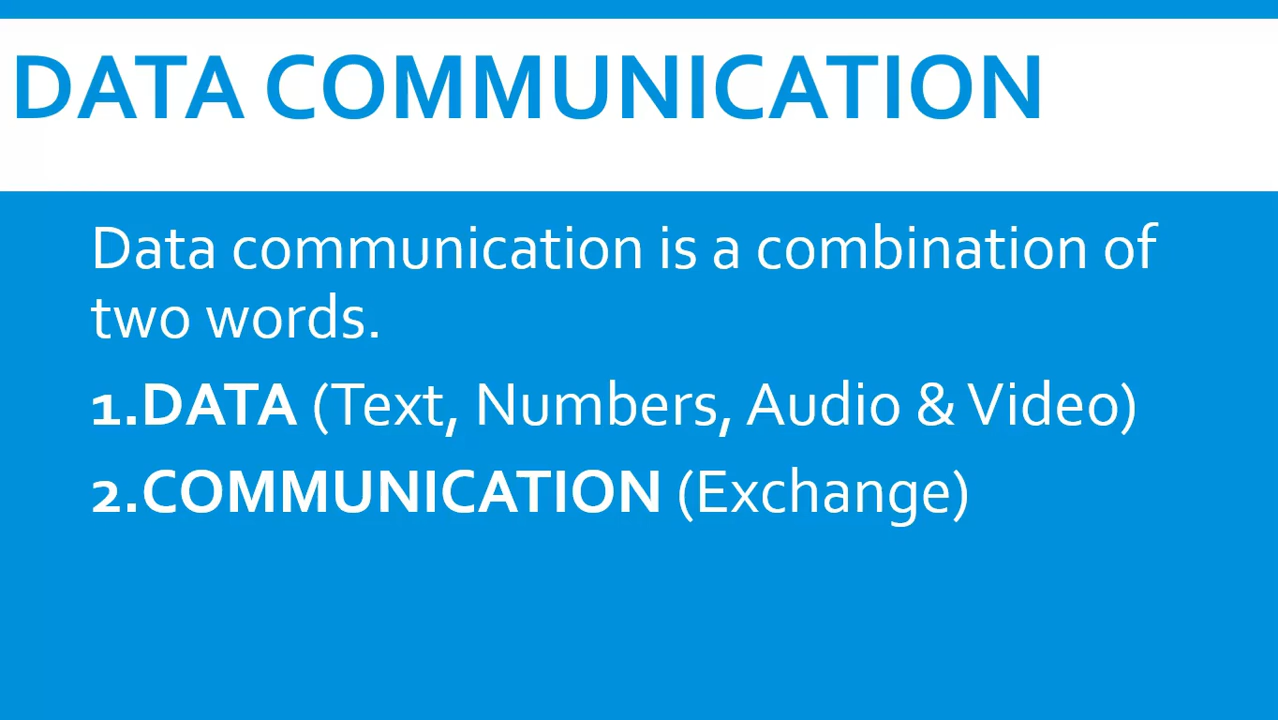 DATA COMMUNICATION
Data communication is a combination of
two words.
1.DATA (Text, Numbers, Audio & Video)
2.COMMUNICATION (Exchange)